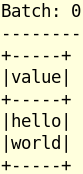 Batch: 0
--------
+-----+
|value|
+-----+
|hello|
|world|
+-----+